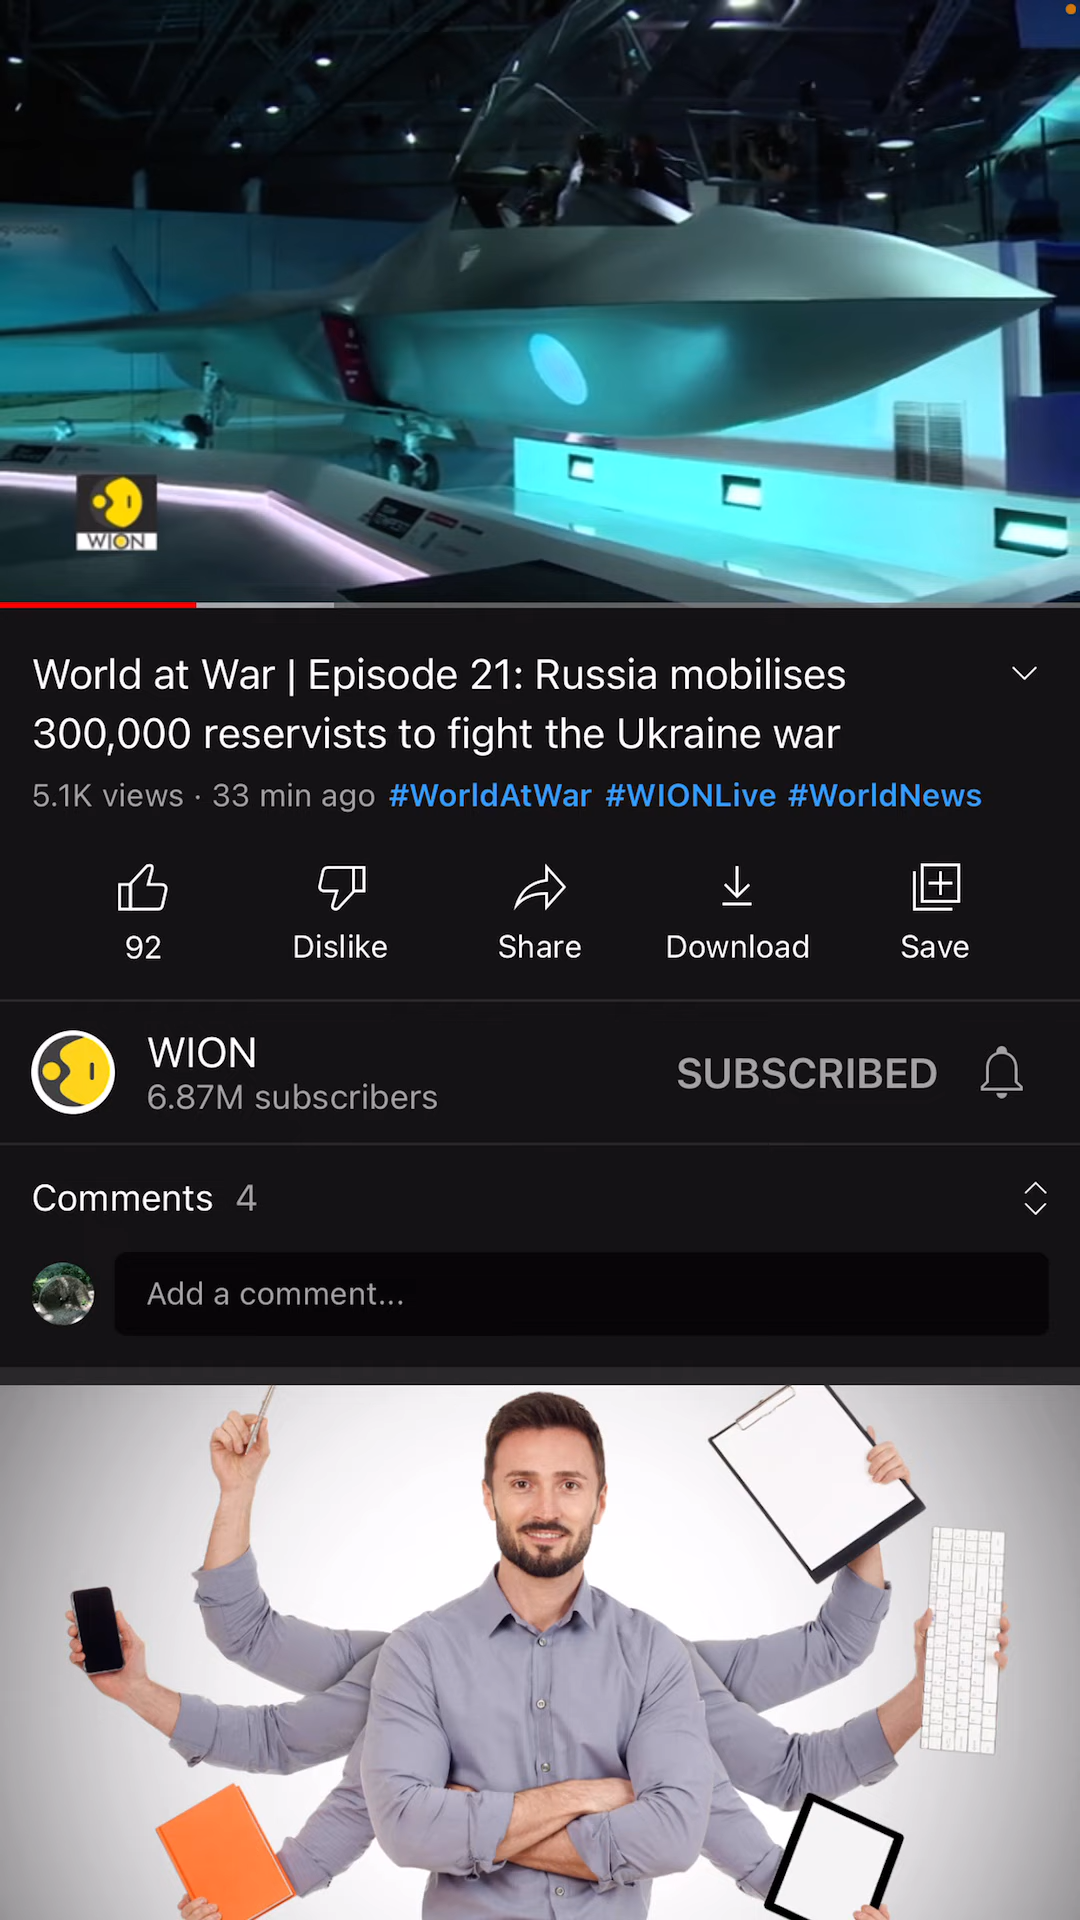 WION
World at War | Episode 21: Russia mobilises
300,000 reservists to fight the Ukraine war
5.1K views · 33 min ago #WorldAtWar #WIONLive #WorldNews
92
Dislike
Share
Download
Save
WION
6.87M subscribers
SUBSCRIBED
Comments 4
Add a comment...